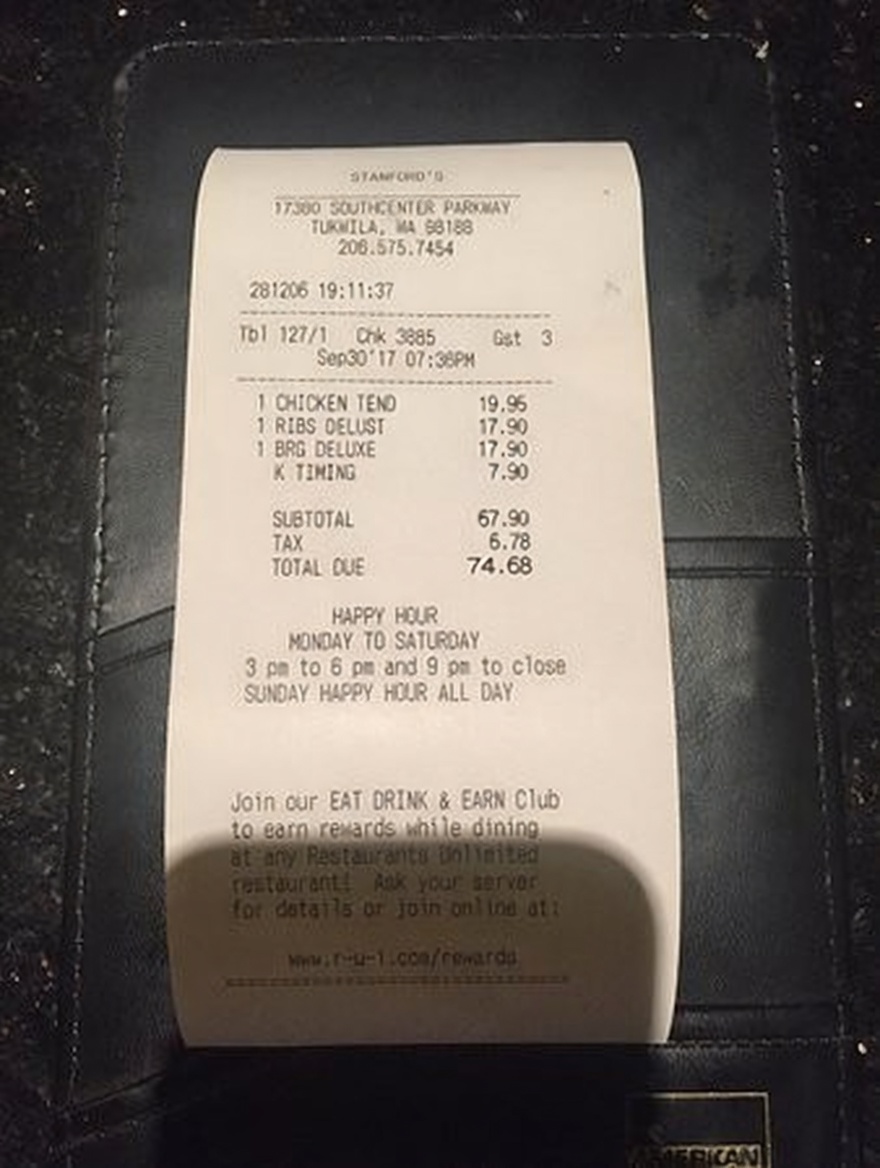 STANFORD'S
17380 SOUTHCENTER PARKWAY
TUKWILA, WA 98188
206.575.7454
281206 19:11:37
Tbl 127/1 Chk 3885 Gst 3
Sep30'17 07:36PM
1 CHICKEN TEND 19.95
1 RIBS DELUST 17.90
1 BRG DELUXE 17.90
K TIMING 7.90
SUBTOTAL 67.90
TAX 6.78
TOTAL DUE 74.68
HAPPY HOUR
MONDAY TO SATURDAY
3 pm to 6 pm and 9 pm to close
SUNDAY HAPPY HOUR ALL DAY
Join our EAT DRINK & EARN Club
to earn rewards while dining
at any Restaurants Unlimited
restaurant! Ask your server
for details or join online at:
www.r-u-i.com/rewards
AMERICAN